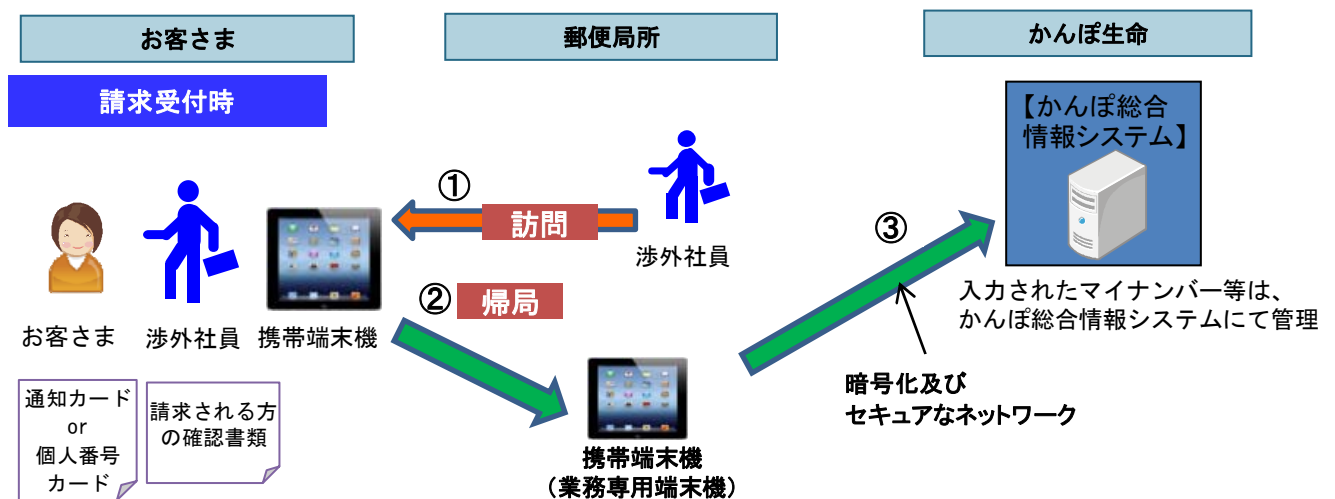 お客さま
郵便局所
かんぽ生命
請求受付時
【かんぽ総合
情報システム】
①
訪問
渉外社員
③
②
帰局
お客さま
渉外社員
携帯端末機
入力されたマイナンバー等は、
かんぽ総合情報システムにて管理
暗号化及び
セキュアなネットワーク
通知カード
or
個人番号
カード
請求される方
の確認書類
携帯端末機
（業務専用端末機）